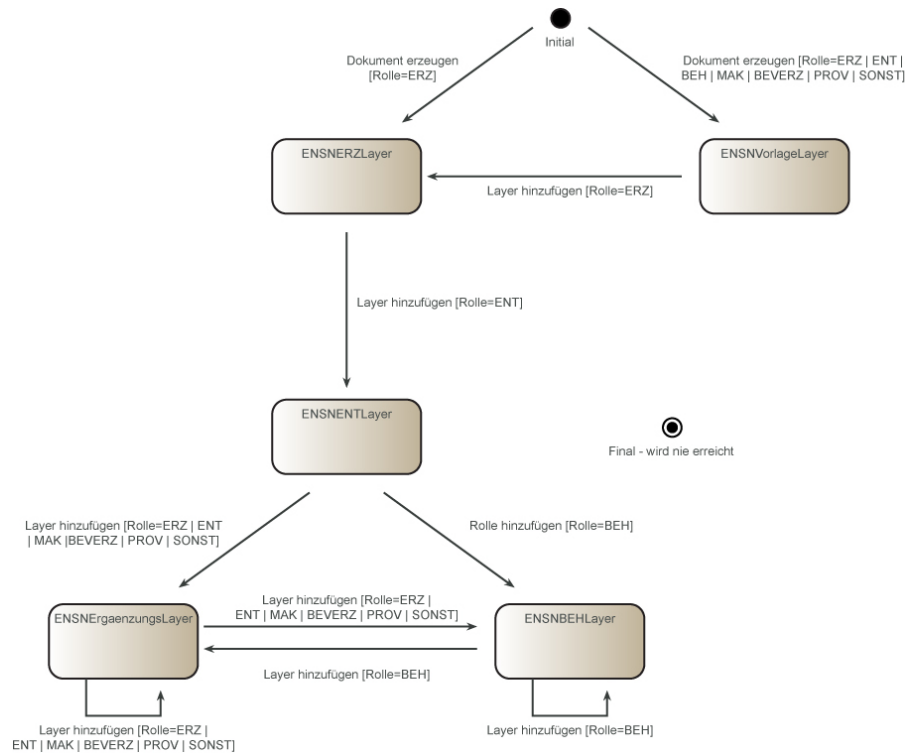 Initial
Dokument erzeugen
[Rolle=ERZ]
Dokument erzeugen [Rolle=ERZ | ENT |
BEH | MAK | BEVERZ | PROV | SONST]
ENSNERZLayer
ENSNVorlageLayer
Layer hinzufügen [Rolle=ERZ]
Layer hinzufügen [Rolle=ENT]
ENSNENTLayer
Final - wird nie erreicht
Layer hinzufügen [Rolle=ERZ | ENT
| MAK |BEVERZ | PROV | SONST]
Rolle hinzufügen [Rolle=BEH]
ENSNErgaenzungsLayer
Layer hinzufügen [Rolle=ERZ |
ENT | MAK | BEVERZ | PROV | SONST]
ENSNBEHLayer
Layer hinzufügen [Rolle=BEH]
Layer hinzufügen [Rolle=ERZ |
ENT | MAK | BEVERZ | PROV | SONST]
Layer hinzufügen [Rolle=BEH]